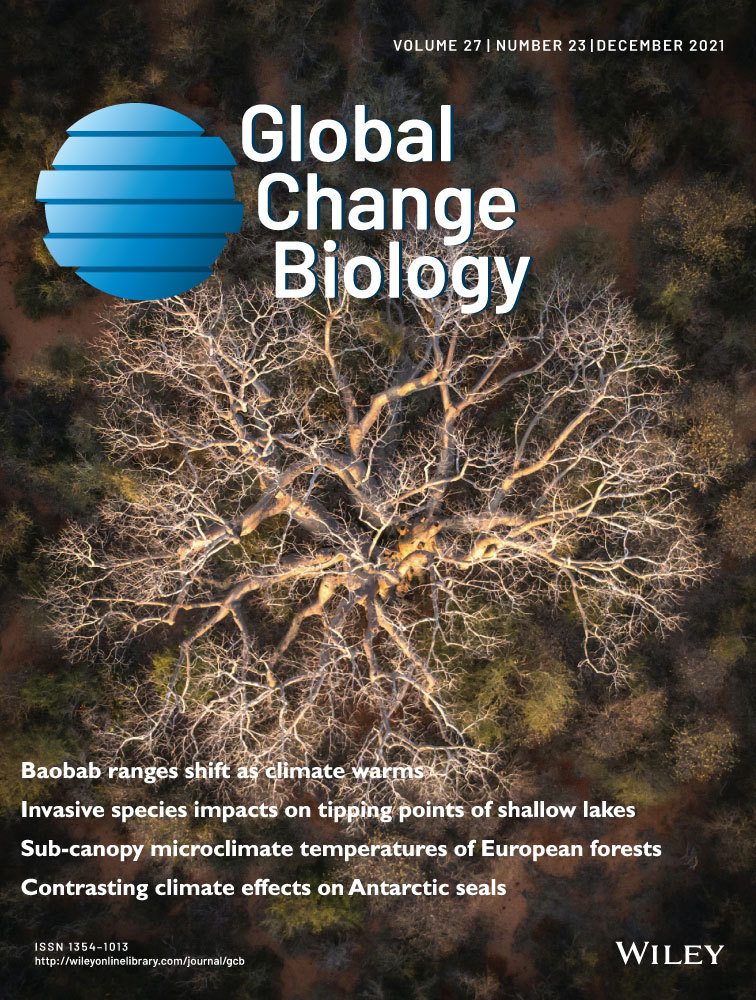 VOLUME 27 | NUMBER 23 | DECEMBER 2021
Global
Change
Biology
Baobab ranges shift as climate warms
Invasive species impacts on tipping points of shallow lakes
Sub-canopy microclimate temperatures of European forests
Contrasting climate effects on Antarctic seals
ISSN 1354-1013
http://wileyonlinelibrary.com/journal/gcb
WILEY